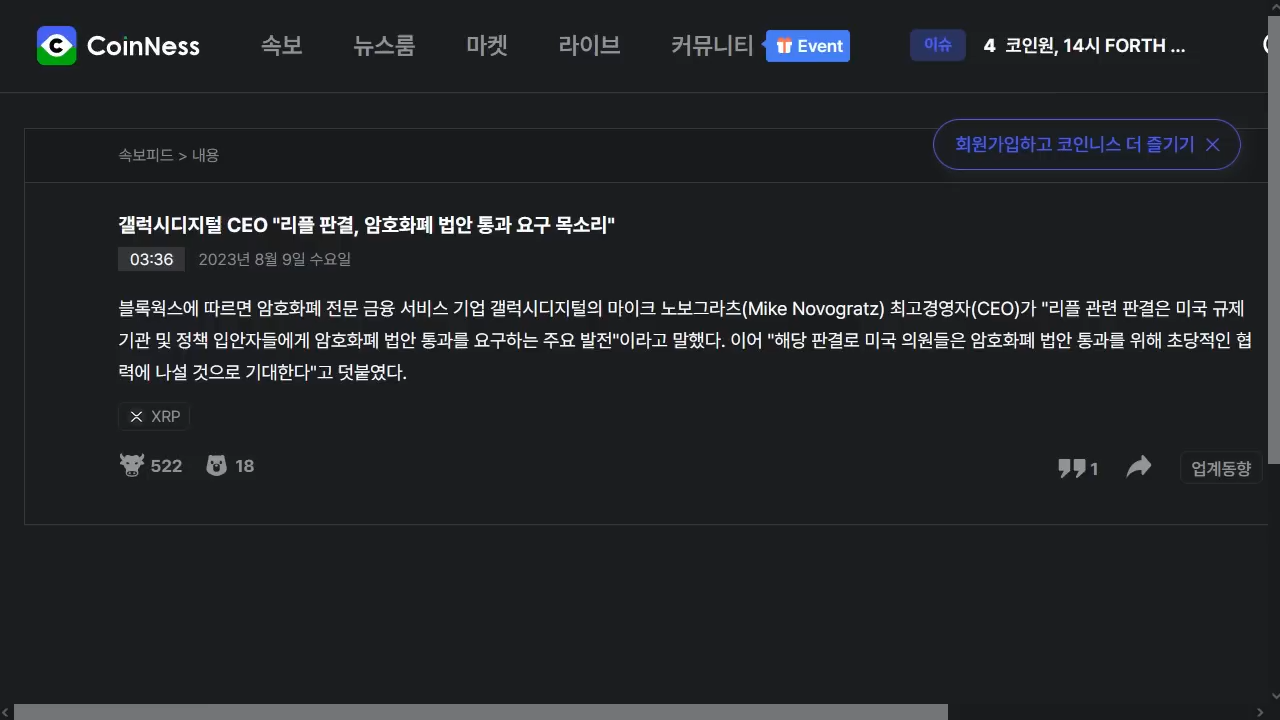 CoinNess 속보 뉴스룸 마켓 라이브 커뮤니티 Event 이슈 4 코인원, 14시 FORTH ...
회원가입하고 코인니스 더 즐기기
속보피드 > 내용
갤럭시디지털 CEO "리플 판결, 암호화폐 법안 통과 요구 목소리"
03:36 2023년 8월 9일 수요일
블록웍스에 따르면 암호화폐 전문 금융 서비스 기업 갤럭시디지털의 마이크 노보그라츠(Mike Novogratz) 최고경영자(CEO)가 "리플 관련 판결은 미국 규제
기관 및 정책 입안자들에게 암호화폐 법안 통과를 요구하는 주요 발전"이라고 말했다. 이어 "해당 판결로 미국 의원들은 암호화폐 법안 통과를 위해 초당적인 협
력에 나설 것으로 기대한다"고 덧붙였다.
XRP
522 18 1 업계동향